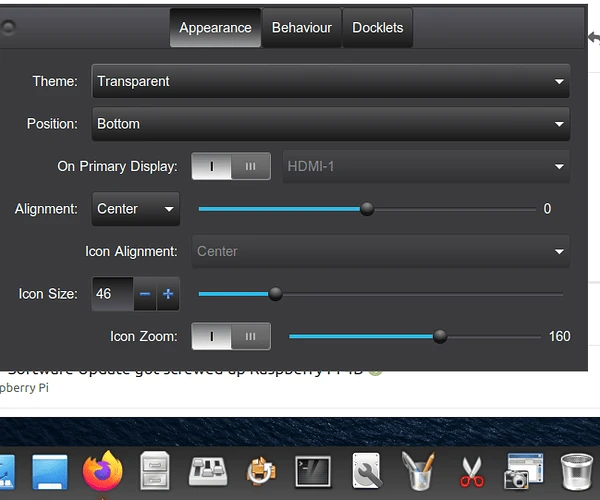 Appearance Behaviour Docklets
Theme: Transparent
Position: Bottom
On Primary Display: HDMI-1
Alignment: Center 0
Icon Alignment: Center
Icon Size: 46
Icon Zoom: 160
Software Update got screwed up Raspberry Pi 4B
pberry Pi